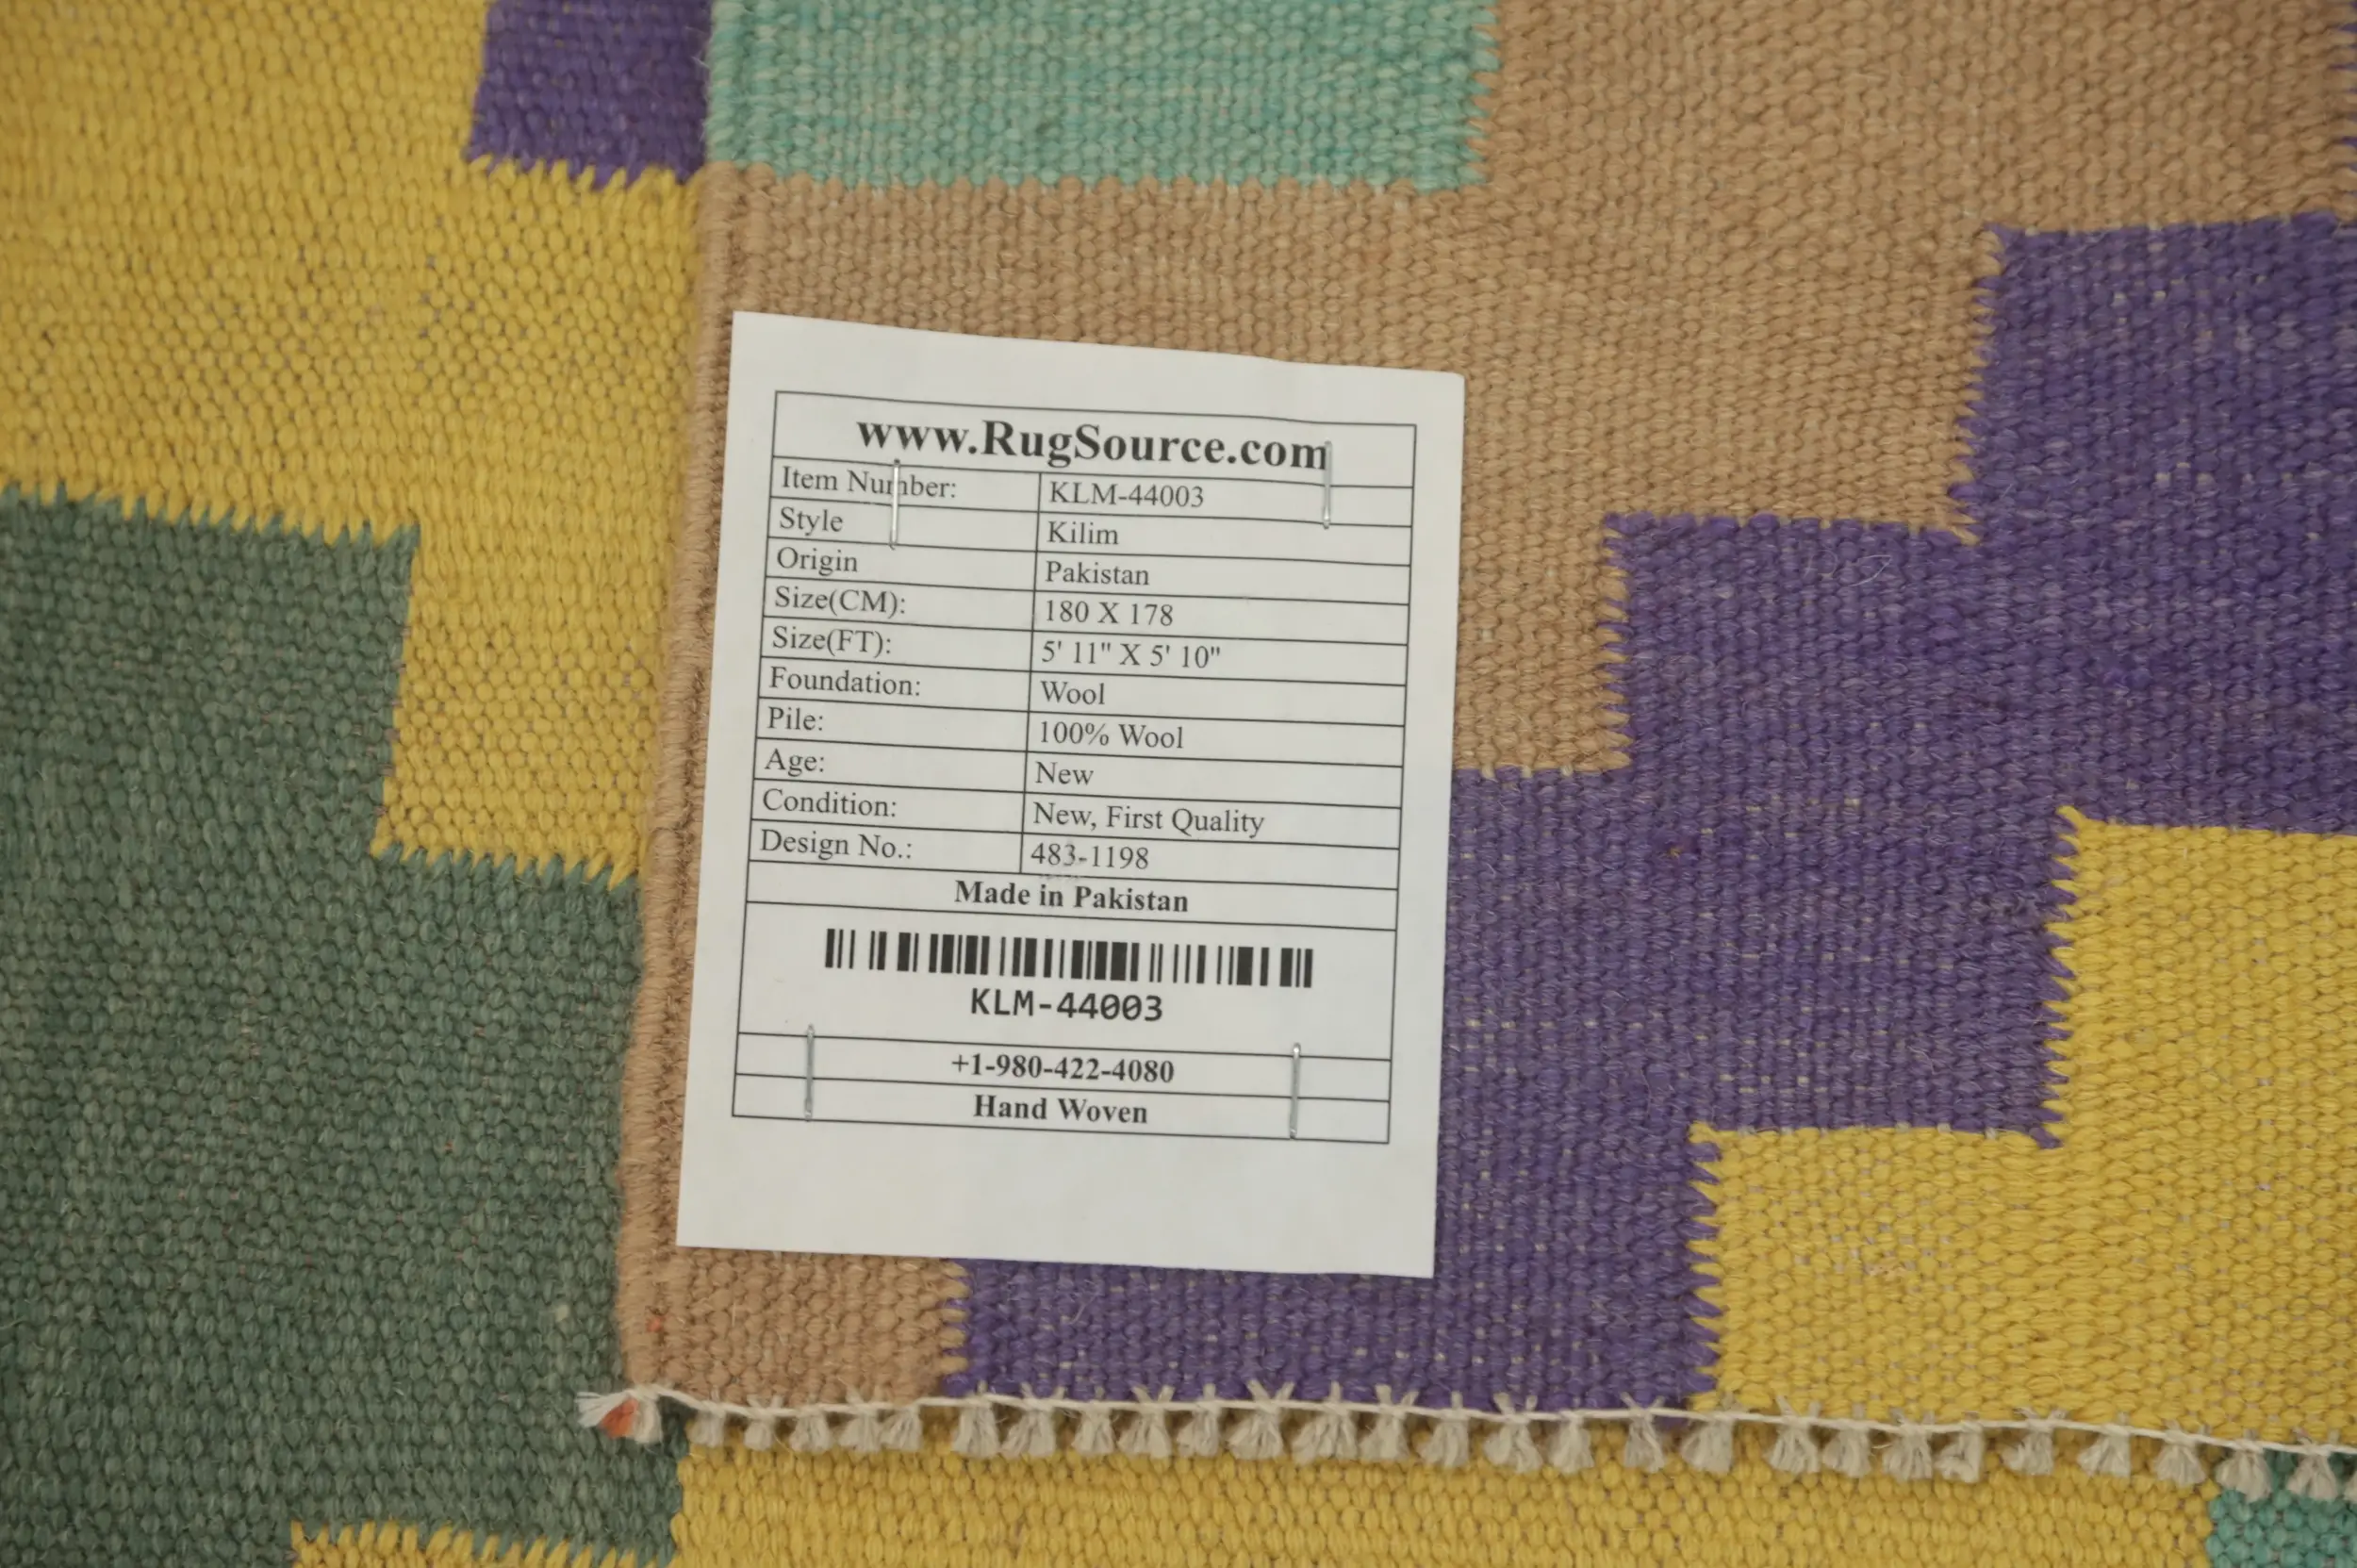 www.RugSource.com
Item Number: KLM-44003
Style Kilim
Origin Pakistan
Size(CM): 180 X 178
Size(FT): 5' 11" X 5' 10"
Foundation: Wool
Pile: 100% Wool
Age: New
Condition: New, First Quality
Design No.: 483-1198
Made in Pakistan
KLM-44003
+1-980-422-4080
Hand Woven